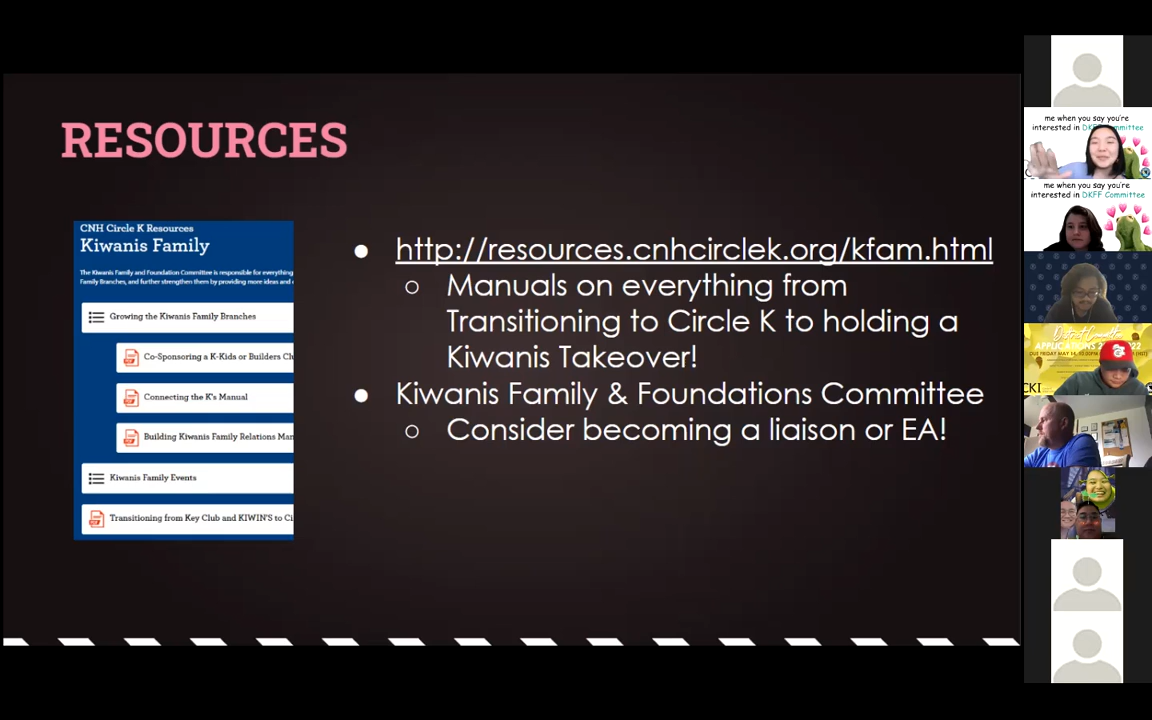 RESOURCES
CNH Circle K Resources
Kiwanis Family
The Kiwanis Family and Foundation Committee is responsible for everything
Family Branches, and further strengthen them by providing more ideas and
Growing the Kiwanis Family Branches
Co-Sponsoring a K-Kids or Builders Clu
Connecting the K's Manual
Building Kiwanis Family Relations Man
Kiwanis Family Events
Transitioning from Key Club and KIWIN'S to Ci
● http://resources.cnhcirclek.org/kfam.html
○ Manuals on everything from
Transitioning to Circle K to holding a
Kiwanis Takeover!
● Kiwanis Family & Foundations Committee
○ Consider becoming a liaison or EA!
me when you say you're
interested in DKFF Committee
me when you say you're
interested in DKFF Committee
District Committee
APPLICATIONS
DUE FRIDAY MAY 14,
CKI